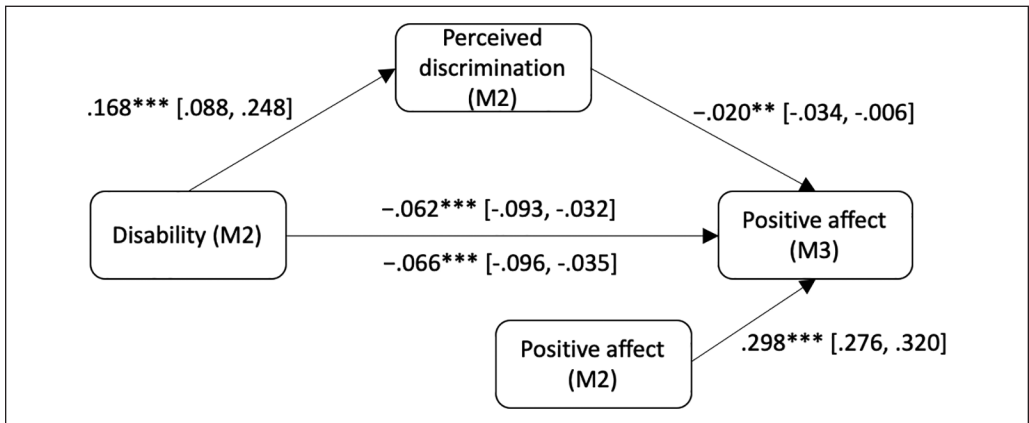 Perceived
discrimination
(M2)
.168*** [.088, .248]
−.020** [-.034, -.006]
Disability (M2)
−.062*** [-.093, -.032]
−.066*** [-.096, -.035]
Positive affect
(M3)
Positive affect
(M2)
.298*** [.276, .320]